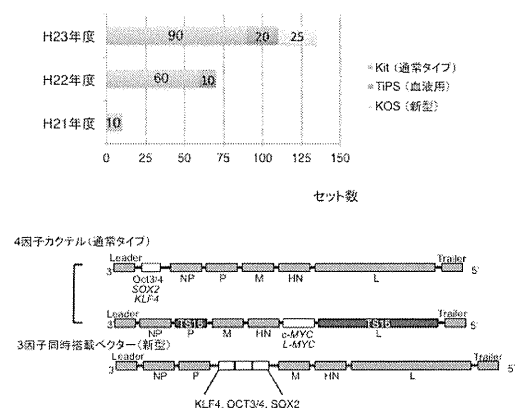 H23年度 90 20 25
Kit（通常タイプ）
H22年度 60 10
TiPS（血液用）
KOS（新型）
H21年度 10
0 25 50 75 100 125 150
セット数
4因子カクテル（通常タイプ）
Leader Trailer
3' NP P M HN L 5'
Oct3/4
SOX2
KLF4
Leader Trailer
3' TS15 TS15 5'
NP P M HN c-MYC L
L-MYC
3因子同時搭載ベクター（新型）
Leader Trailer
3' NP P M HN L 5'
KLF4, OCT3/4, SOX2